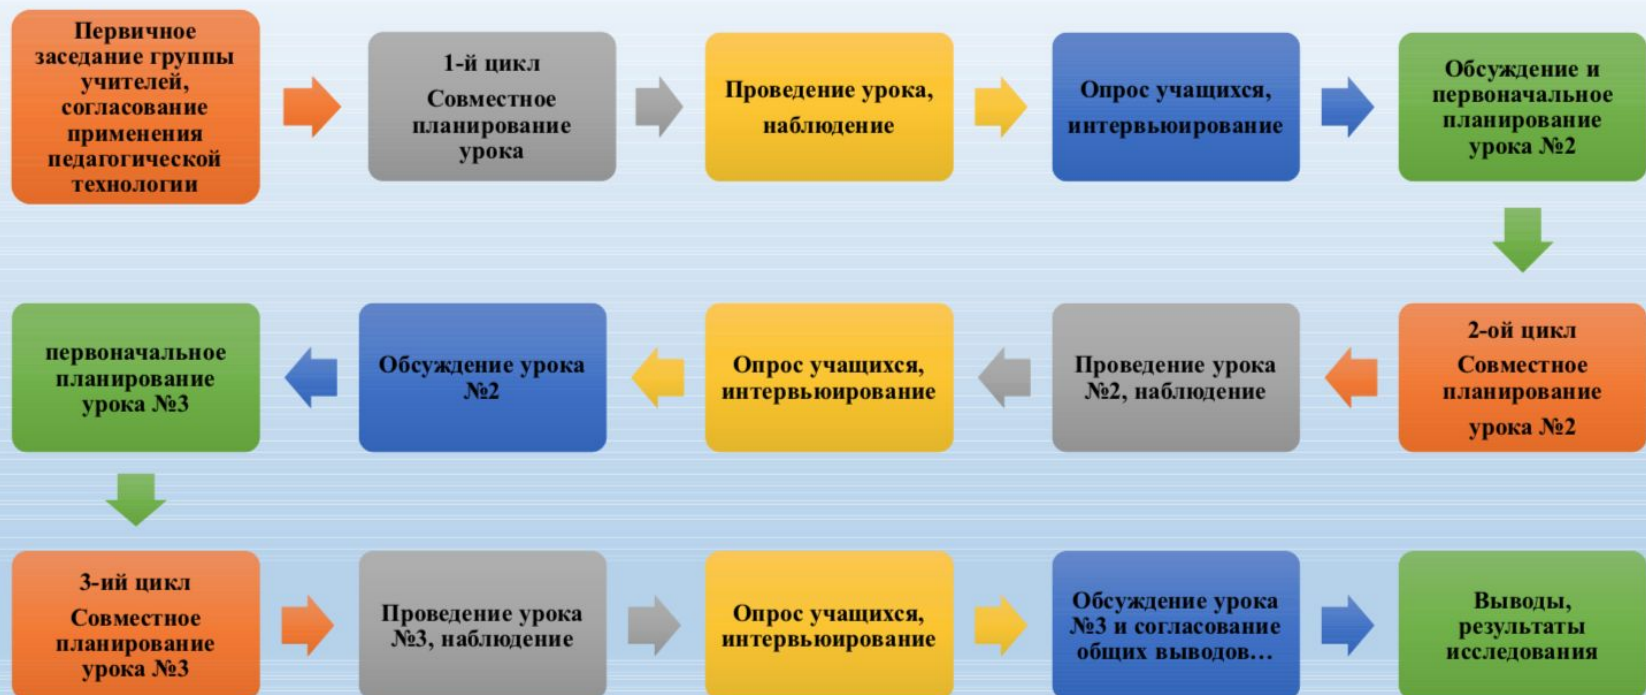 Первичное
заседание группы
учителей,
согласование
применения
педагогической
технологии
1-й цикл
Совместное
планирование
урока
Проведение урока,
наблюдение
Опрос учащихся,
интервьюирование
Обсуждение и
первоначальное
планирование
урока №2
2-ой цикл
Совместное
планирование
урока №2
Проведение урока
№2, наблюдение
Опрос учащихся,
интервьюирование
Обсуждение урока
№2
первоначальное
планирование
урока №3
3-ий цикл
Совместное
планирование
урока №3
Проведение урока
№3, наблюдение
Опрос учащихся,
интервьюирование
Обсуждение урока
№3 и согласование
общих выводов…
Выводы,
результаты
исследования